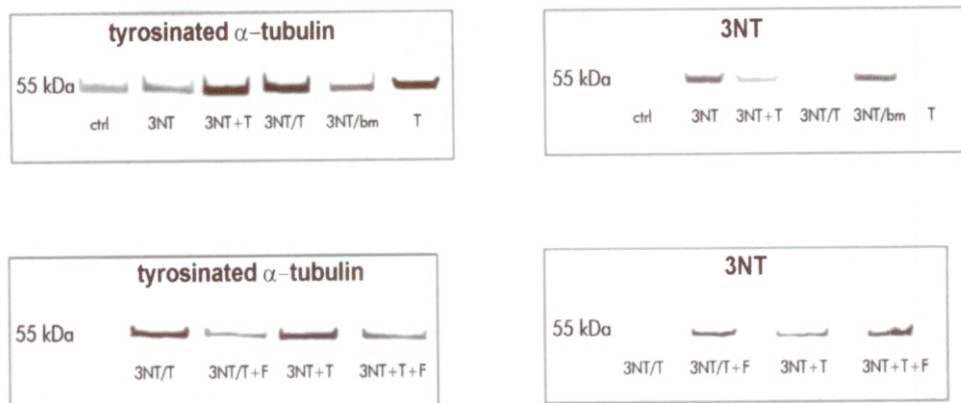 tyrosinated α-tubulin
55 kDa
ctrl 3NT 3NT+T 3NT/T 3NT/bm T
3NT
55 kDa
ctrl 3NT 3NT+T 3NT/T 3NT/bm T
tyrosinated α-tubulin
55 kDa
3NT/T 3NT/T+F 3NT+T 3NT+T+F
3NT
55 kDa
3NT/T 3NT/T+F 3NT+T 3NT+T+F